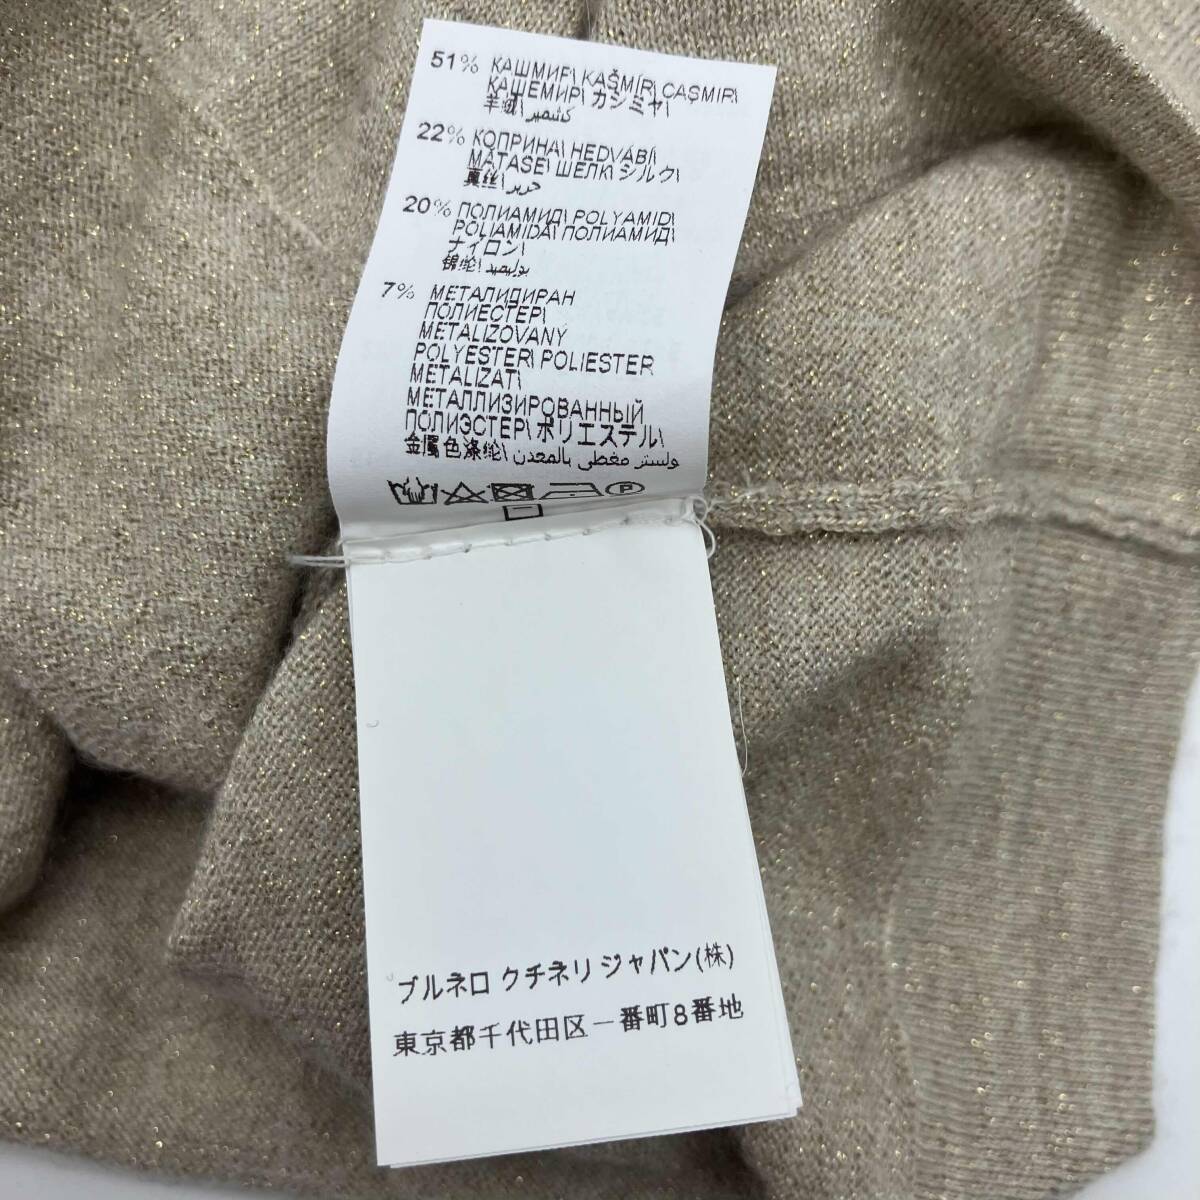 51% КАШМИР\ KAŠMÍR\ CAŞMIR\
КАШЕМИР\ カシミヤ\
羊绒\ كشمير
22% КОПРИНА\ HEDVÁBÍ\
MĂTASE\ ШЕЛК\ シルク\
真丝\ حرير
20% ПОЛИАМИД\ POLYAMID\
POLIAMIDĂ\ ПОЛИАМИД\
ナイロン\
锦纶\ بوليميد
7% МЕТАЛИДИРАН
ПОЛИЕСТЕР\
METALIZOVANÝ
POLYESTER\ POLIESTER
METALIZAT\
МЕТАЛЛИЗИРОВАННЫЙ
ПОЛИЭСТЕР\ ポリエステル\
金属色涤纶\ ولستر مغطى بالمعدن
P
ブルネロ クチネリ ジャパン(株)
東京都千代田区一番町8番地